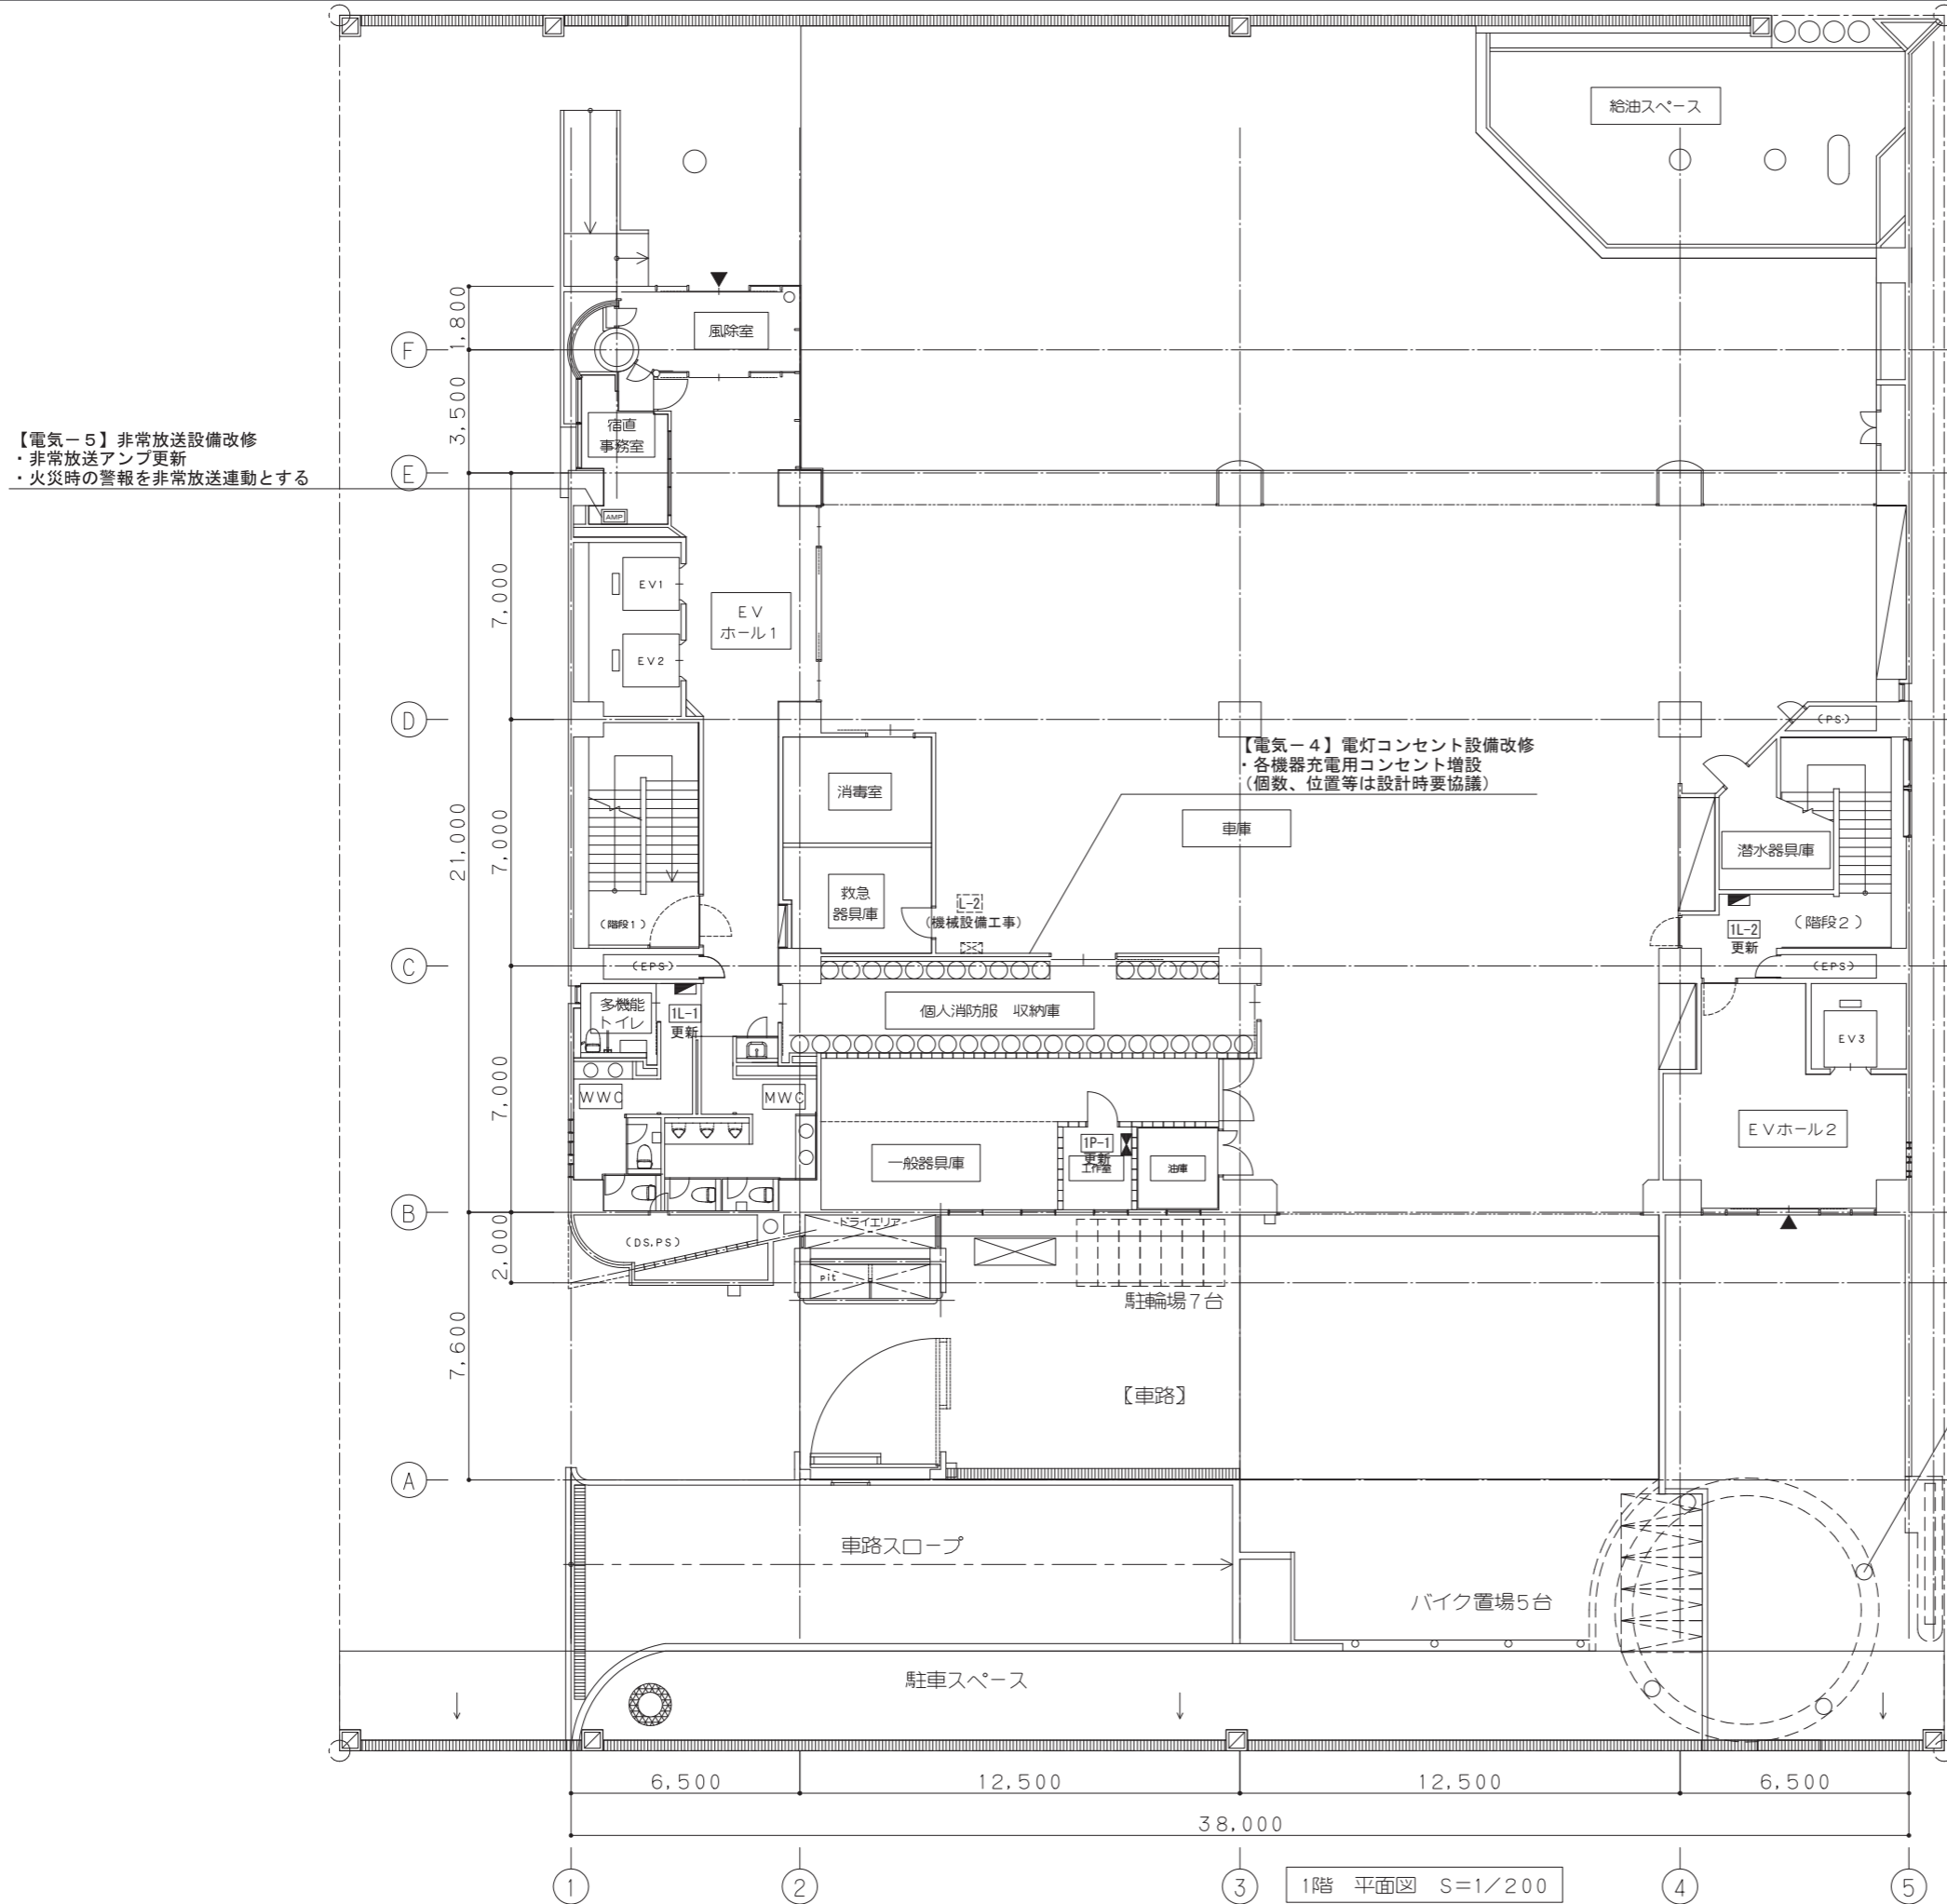 給油スペース
1,800
風除室
F
3,500
宿直
事務室
【電気－５】非常放送設備改修
・非常放送アンプ更新
・火災時の警報を非常放送連動とする
E
AMP
7,000
EV1
EV
ホール1
EV2
D
(PS)
【電気－４】電灯コンセント設備改修
・各機器充電用コンセント増設
（個数、位置等は設計時要協議）
消毒室
車庫
21,000
7,000
潜水器具庫
救急
器具庫
L-2
(機械設備工事)
(階段1)
1L-2
更新
(階段2)
C
(EPS)
(EPS)
多機能
トイレ
1L-1
更新
個人消防服　収納庫
EV3
7,000
WWC
MWC
EVホール2
1P-1
更新
工作室
油庫
一般器具庫
B
ドライエリア
(DS.PS)
2,000
pit
駐輪場7台
7,600
【車路】
A
車路スロープ
バイク置場5台
駐車スペース
6,500
12,500
12,500
6,500
38,000
1
2
3
1階　平面図　S=1/200
4
5